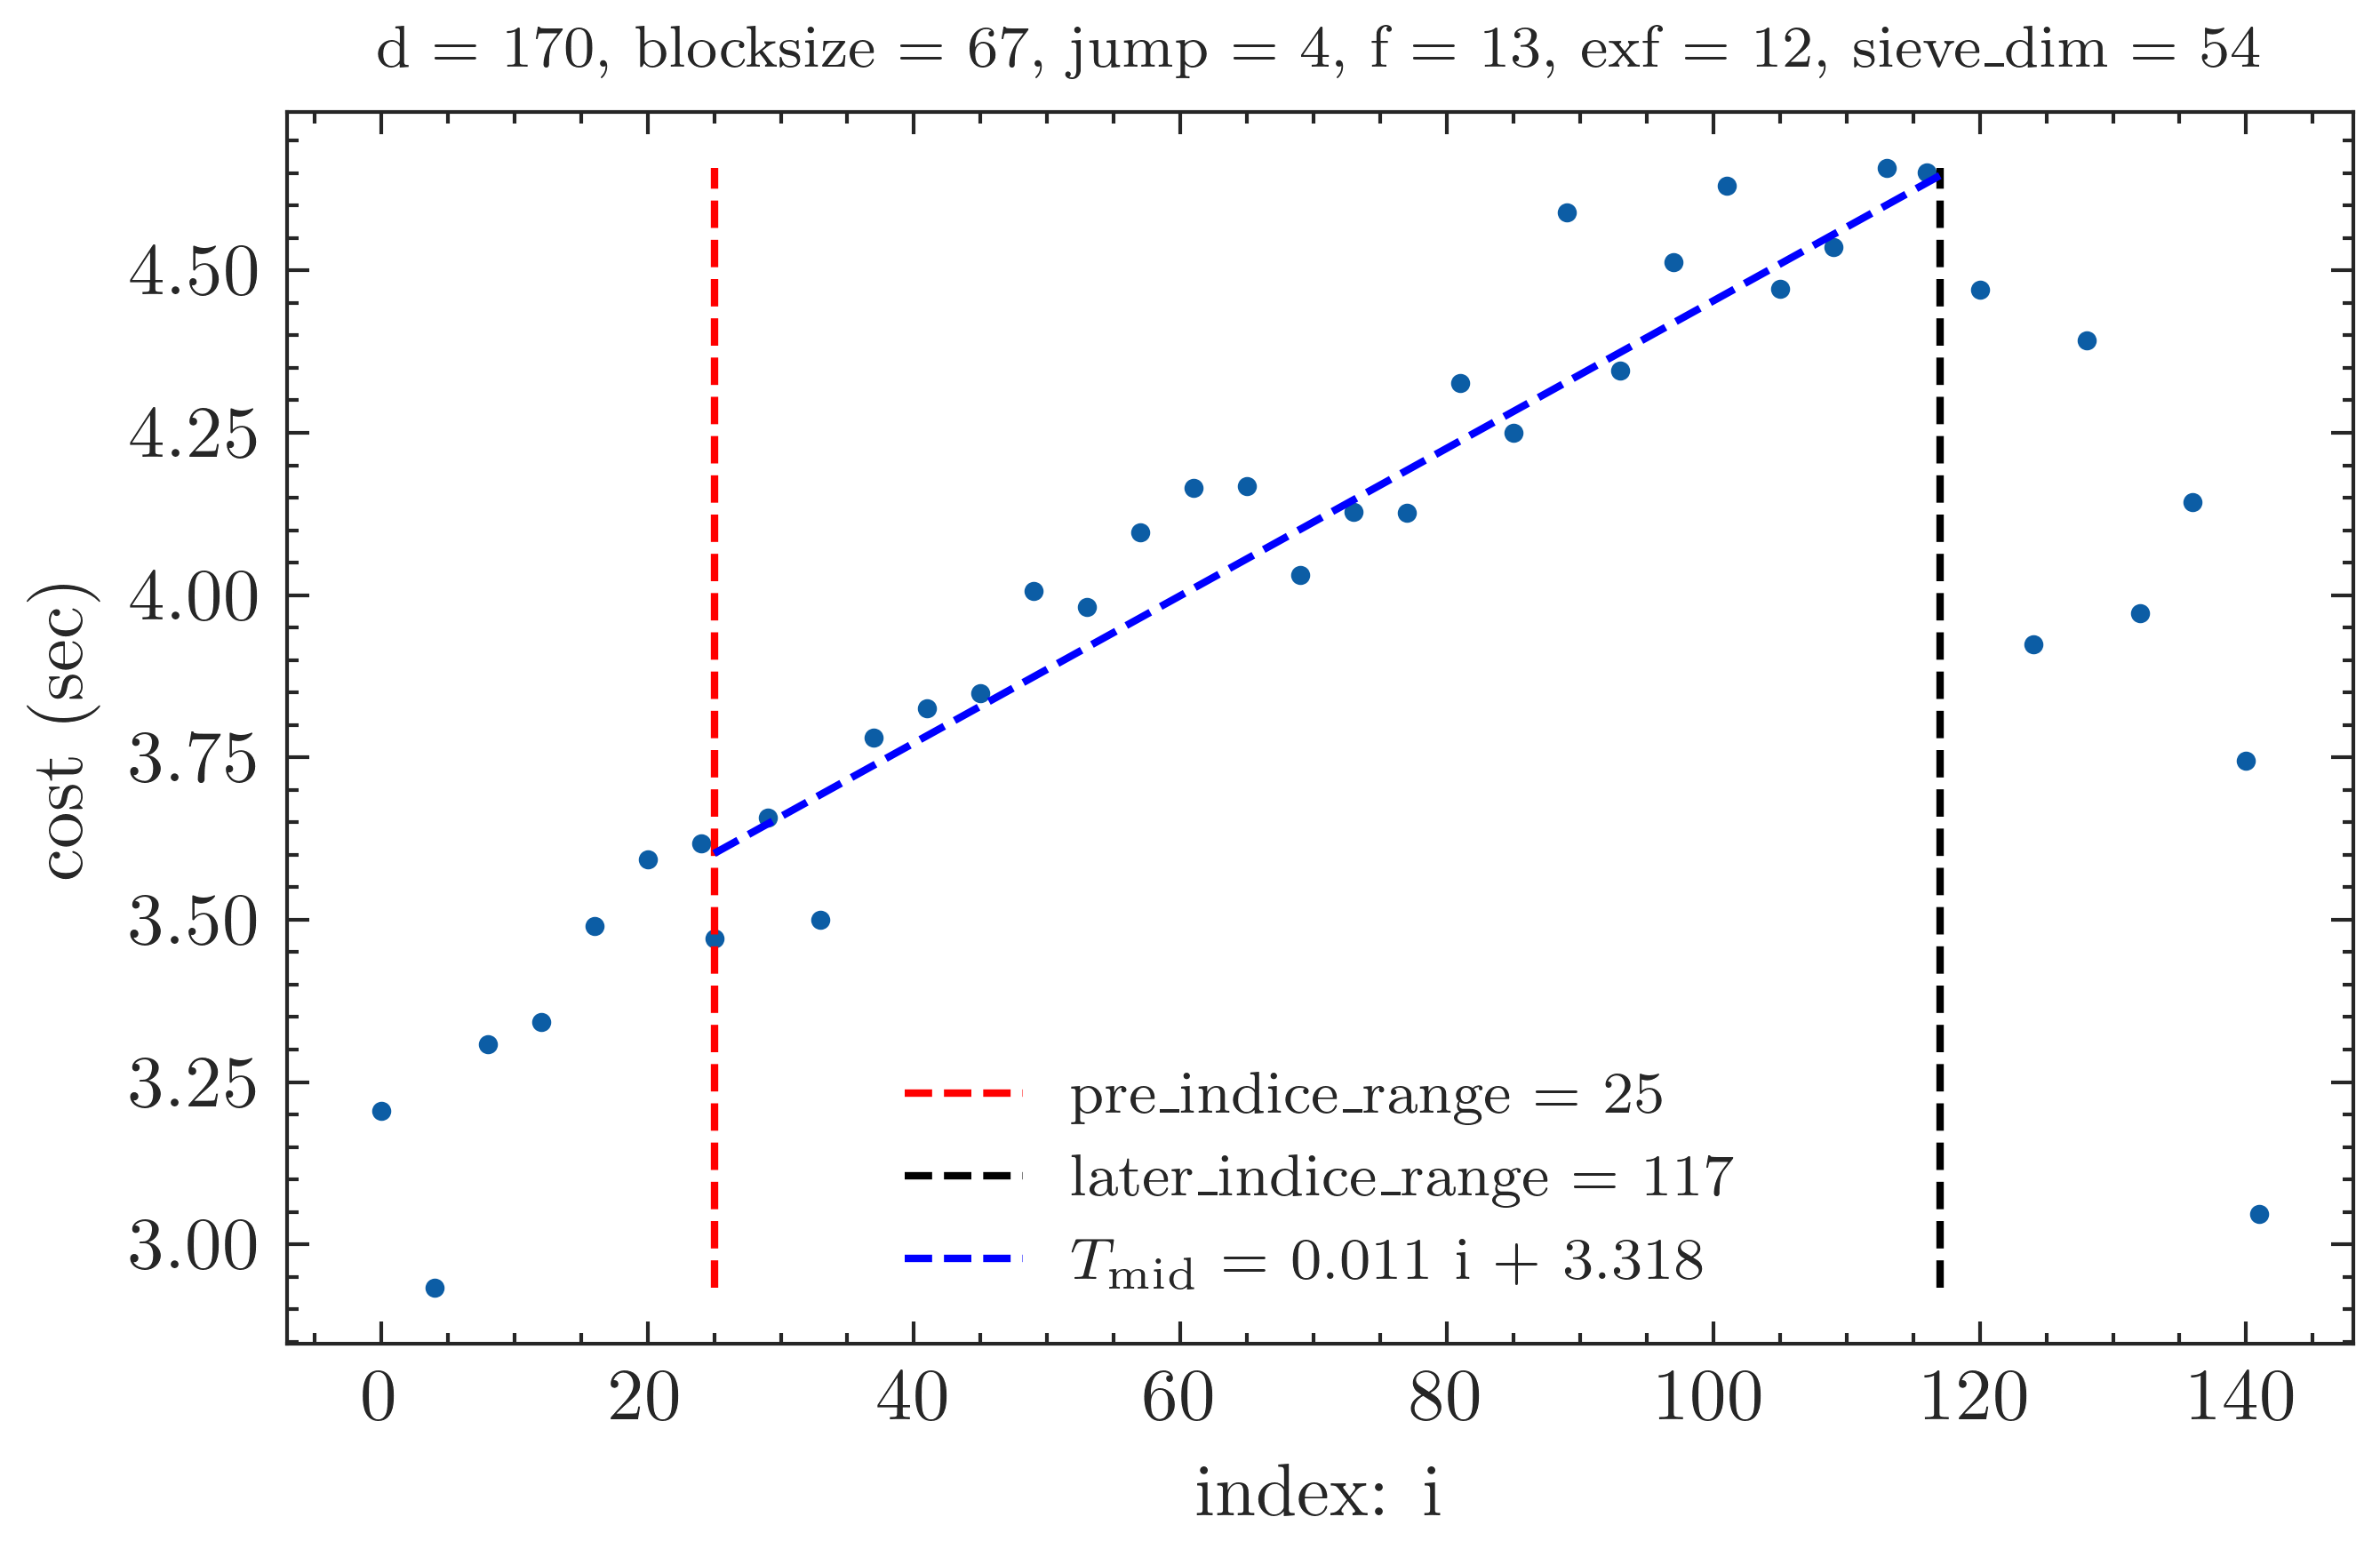 d = 170, blocksize = 67, jump = 4, f = 13, exf = 12, sieve_dim = 54
cost (sec)
4.50
4.25
4.00
3.75
3.50
3.25
3.00
pre_indice_range = 25
later_indice_range = 117
T_mid = 0.011 i + 3.318
0 20 40 60 80 100 120 140
index: i